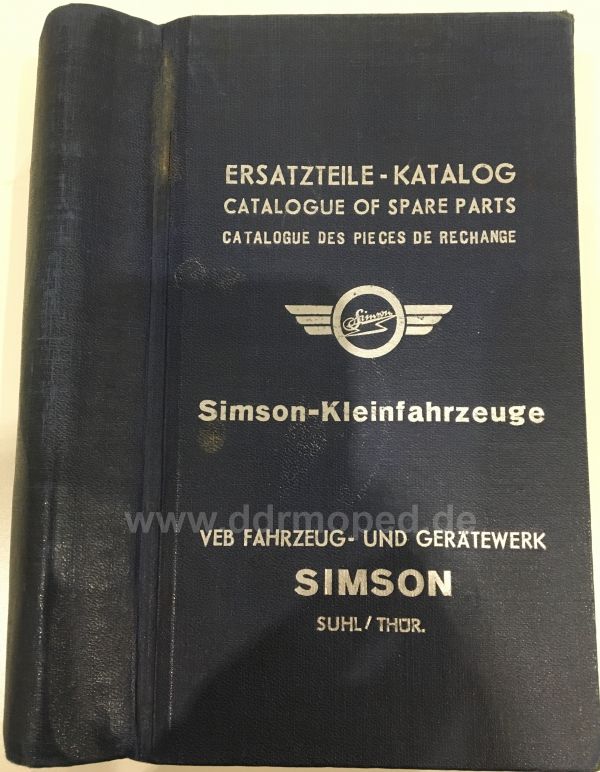 ERSATZTEILE-KATALOG
CATALOGUE OF SPARE PARTS
CATALOGUE DES PIECES DE RECHANGE
Simson
Simson-Kleinfahrzeuge
www.ddrmoped.de
VEB FAHRZEUG- UND GERÄTEWERK
SIMSON
SUHL/THÜR.